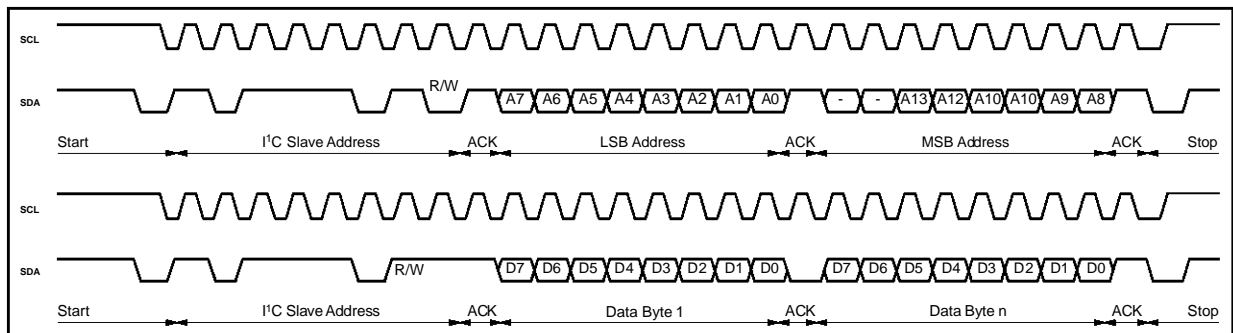 SCL
R/W
SDA A7 A6 A5 A4 A3 A2 A1 A0 - - A13 A12 A10 A10 A9 A8
Start I¹C Slave Address ACK LSB Address ACK MSB Address ACK Stop
SCL
SDA R/W D7 D6 D5 D4 D3 D2 D1 D0 D7 D6 D5 D4 D3 D2 D1 D0
Start I¹C Slave Address ACK Data Byte 1 ACK Data Byte n ACK Stop